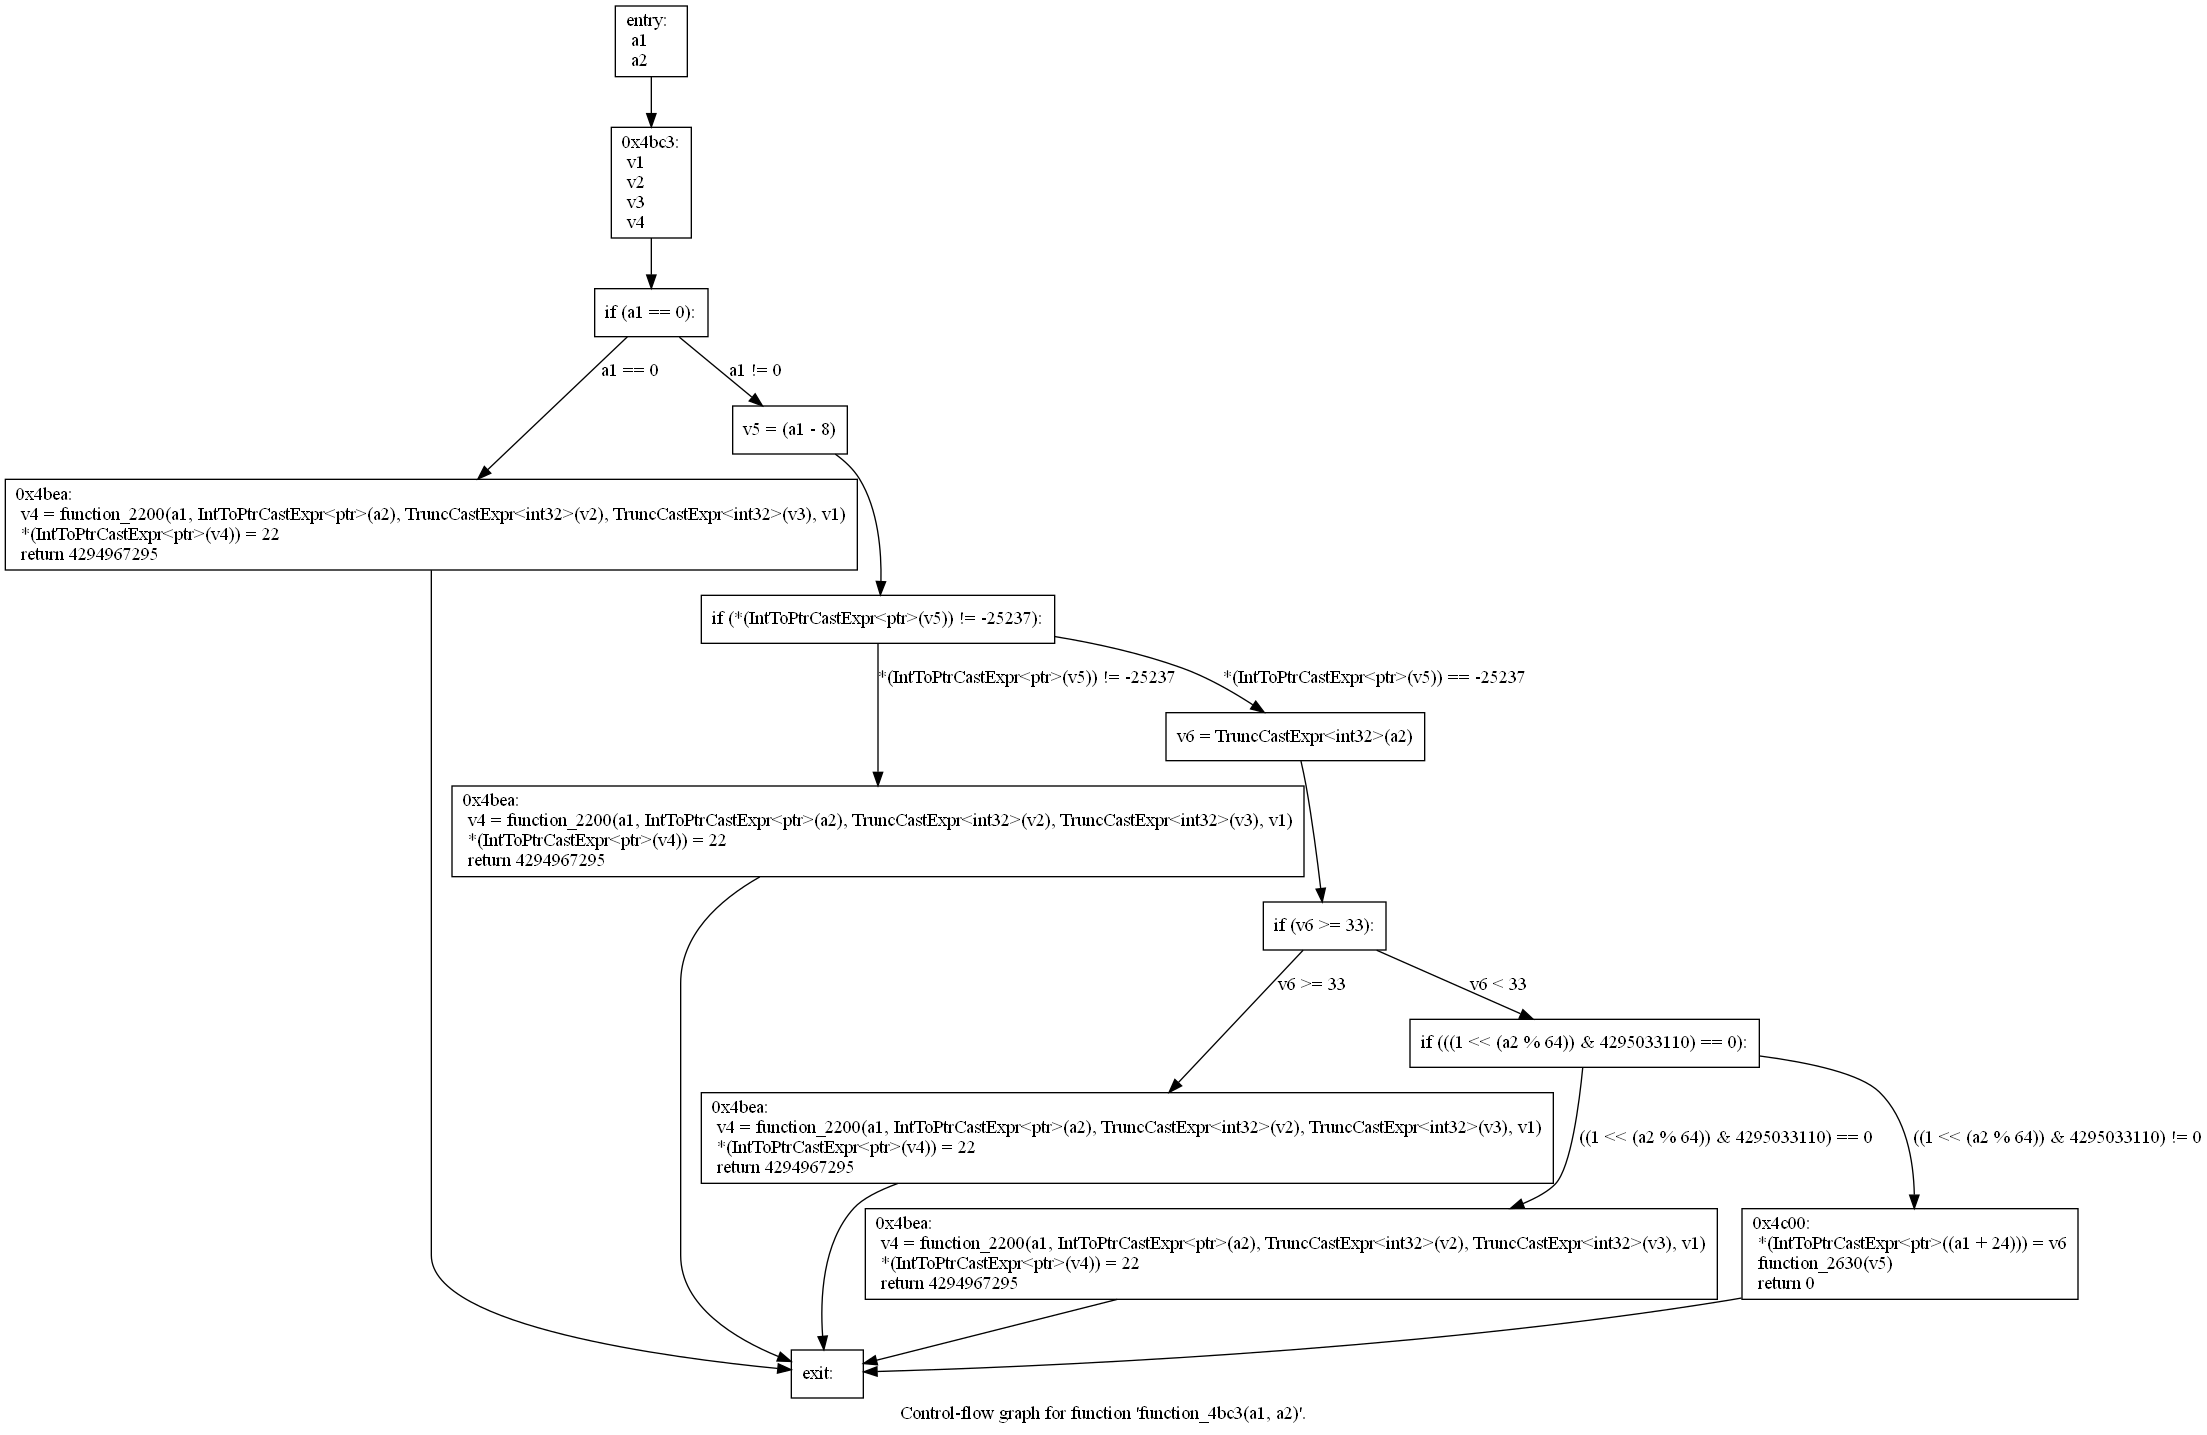 entry:
a1
a2
0x4bc3:
v1
v2
v3
v4
if (a1 == 0):
a1 == 0
a1 != 0
v5 = (a1 - 8)
0x4bea:
v4 = function_2200(a1, IntToPtrCastExpr<ptr>(a2), TruncCastExpr<int32>(v2), TruncCastExpr<int32>(v3), v1)
*(IntToPtrCastExpr<ptr>(v4)) = 22
return 4294967295
if (*(IntToPtrCastExpr<ptr>(v5)) != -25237):
*(IntToPtrCastExpr<ptr>(v5)) != -25237
*(IntToPtrCastExpr<ptr>(v5)) == -25237
v6 = TruncCastExpr<int32>(a2)
0x4bea:
v4 = function_2200(a1, IntToPtrCastExpr<ptr>(a2), TruncCastExpr<int32>(v2), TruncCastExpr<int32>(v3), v1)
*(IntToPtrCastExpr<ptr>(v4)) = 22
return 4294967295
if (v6 >= 33):
v6 >= 33
v6 < 33
if (((1 << (a2 % 64)) & 4295033110) == 0):
0x4bea:
v4 = function_2200(a1, IntToPtrCastExpr<ptr>(a2), TruncCastExpr<int32>(v2), TruncCastExpr<int32>(v3), v1)
*(IntToPtrCastExpr<ptr>(v4)) = 22
return 4294967295
((1 << (a2 % 64)) & 4295033110) == 0
((1 << (a2 % 64)) & 4295033110) != 0
0x4bea:
v4 = function_2200(a1, IntToPtrCastExpr<ptr>(a2), TruncCastExpr<int32>(v2), TruncCastExpr<int32>(v3), v1)
*(IntToPtrCastExpr<ptr>(v4)) = 22
return 4294967295
0x4c00:
*(IntToPtrCastExpr<ptr>((a1 + 24))) = v6
function_2630(v5)
return 0
exit:
Control-flow graph for function 'function_4bc3(a1, a2)'.